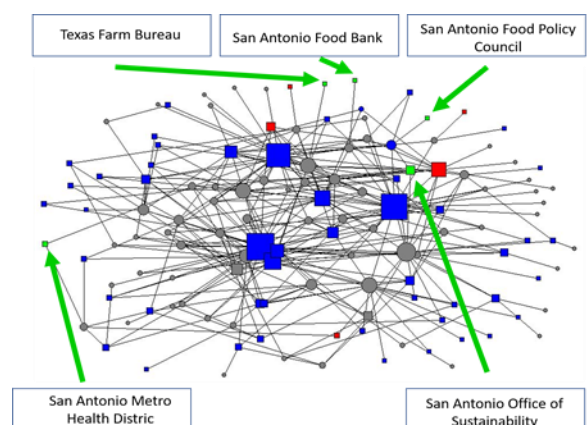 Texas Farm Bureau
San Antonio Food Bank
San Antonio Food Policy
Council
San Antonio Metro
Health Distric
San Antonio Office of
Sustainability